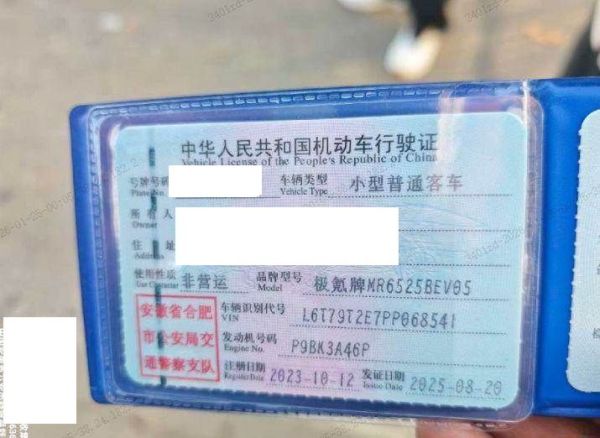 中华人民共和国机动车行驶证
Vehicle License of the People's Republic of China
号牌号码
Plate No.
车辆类型 小型普通客车
Vehicle Type
所有人
Owner
住址
Address
使用性质 非营运 品牌型号 极氪牌MR6525BEV05
Use Character Model
安徽省合肥
市公安局交
通警察支队
车辆识别代号 L6T79T2E7PP068541
VIN
发动机号码 P9BK3A46P
Engine No.
注册日期 2023-10-12 发证日期 2025-08-20
Register Date Issue Date